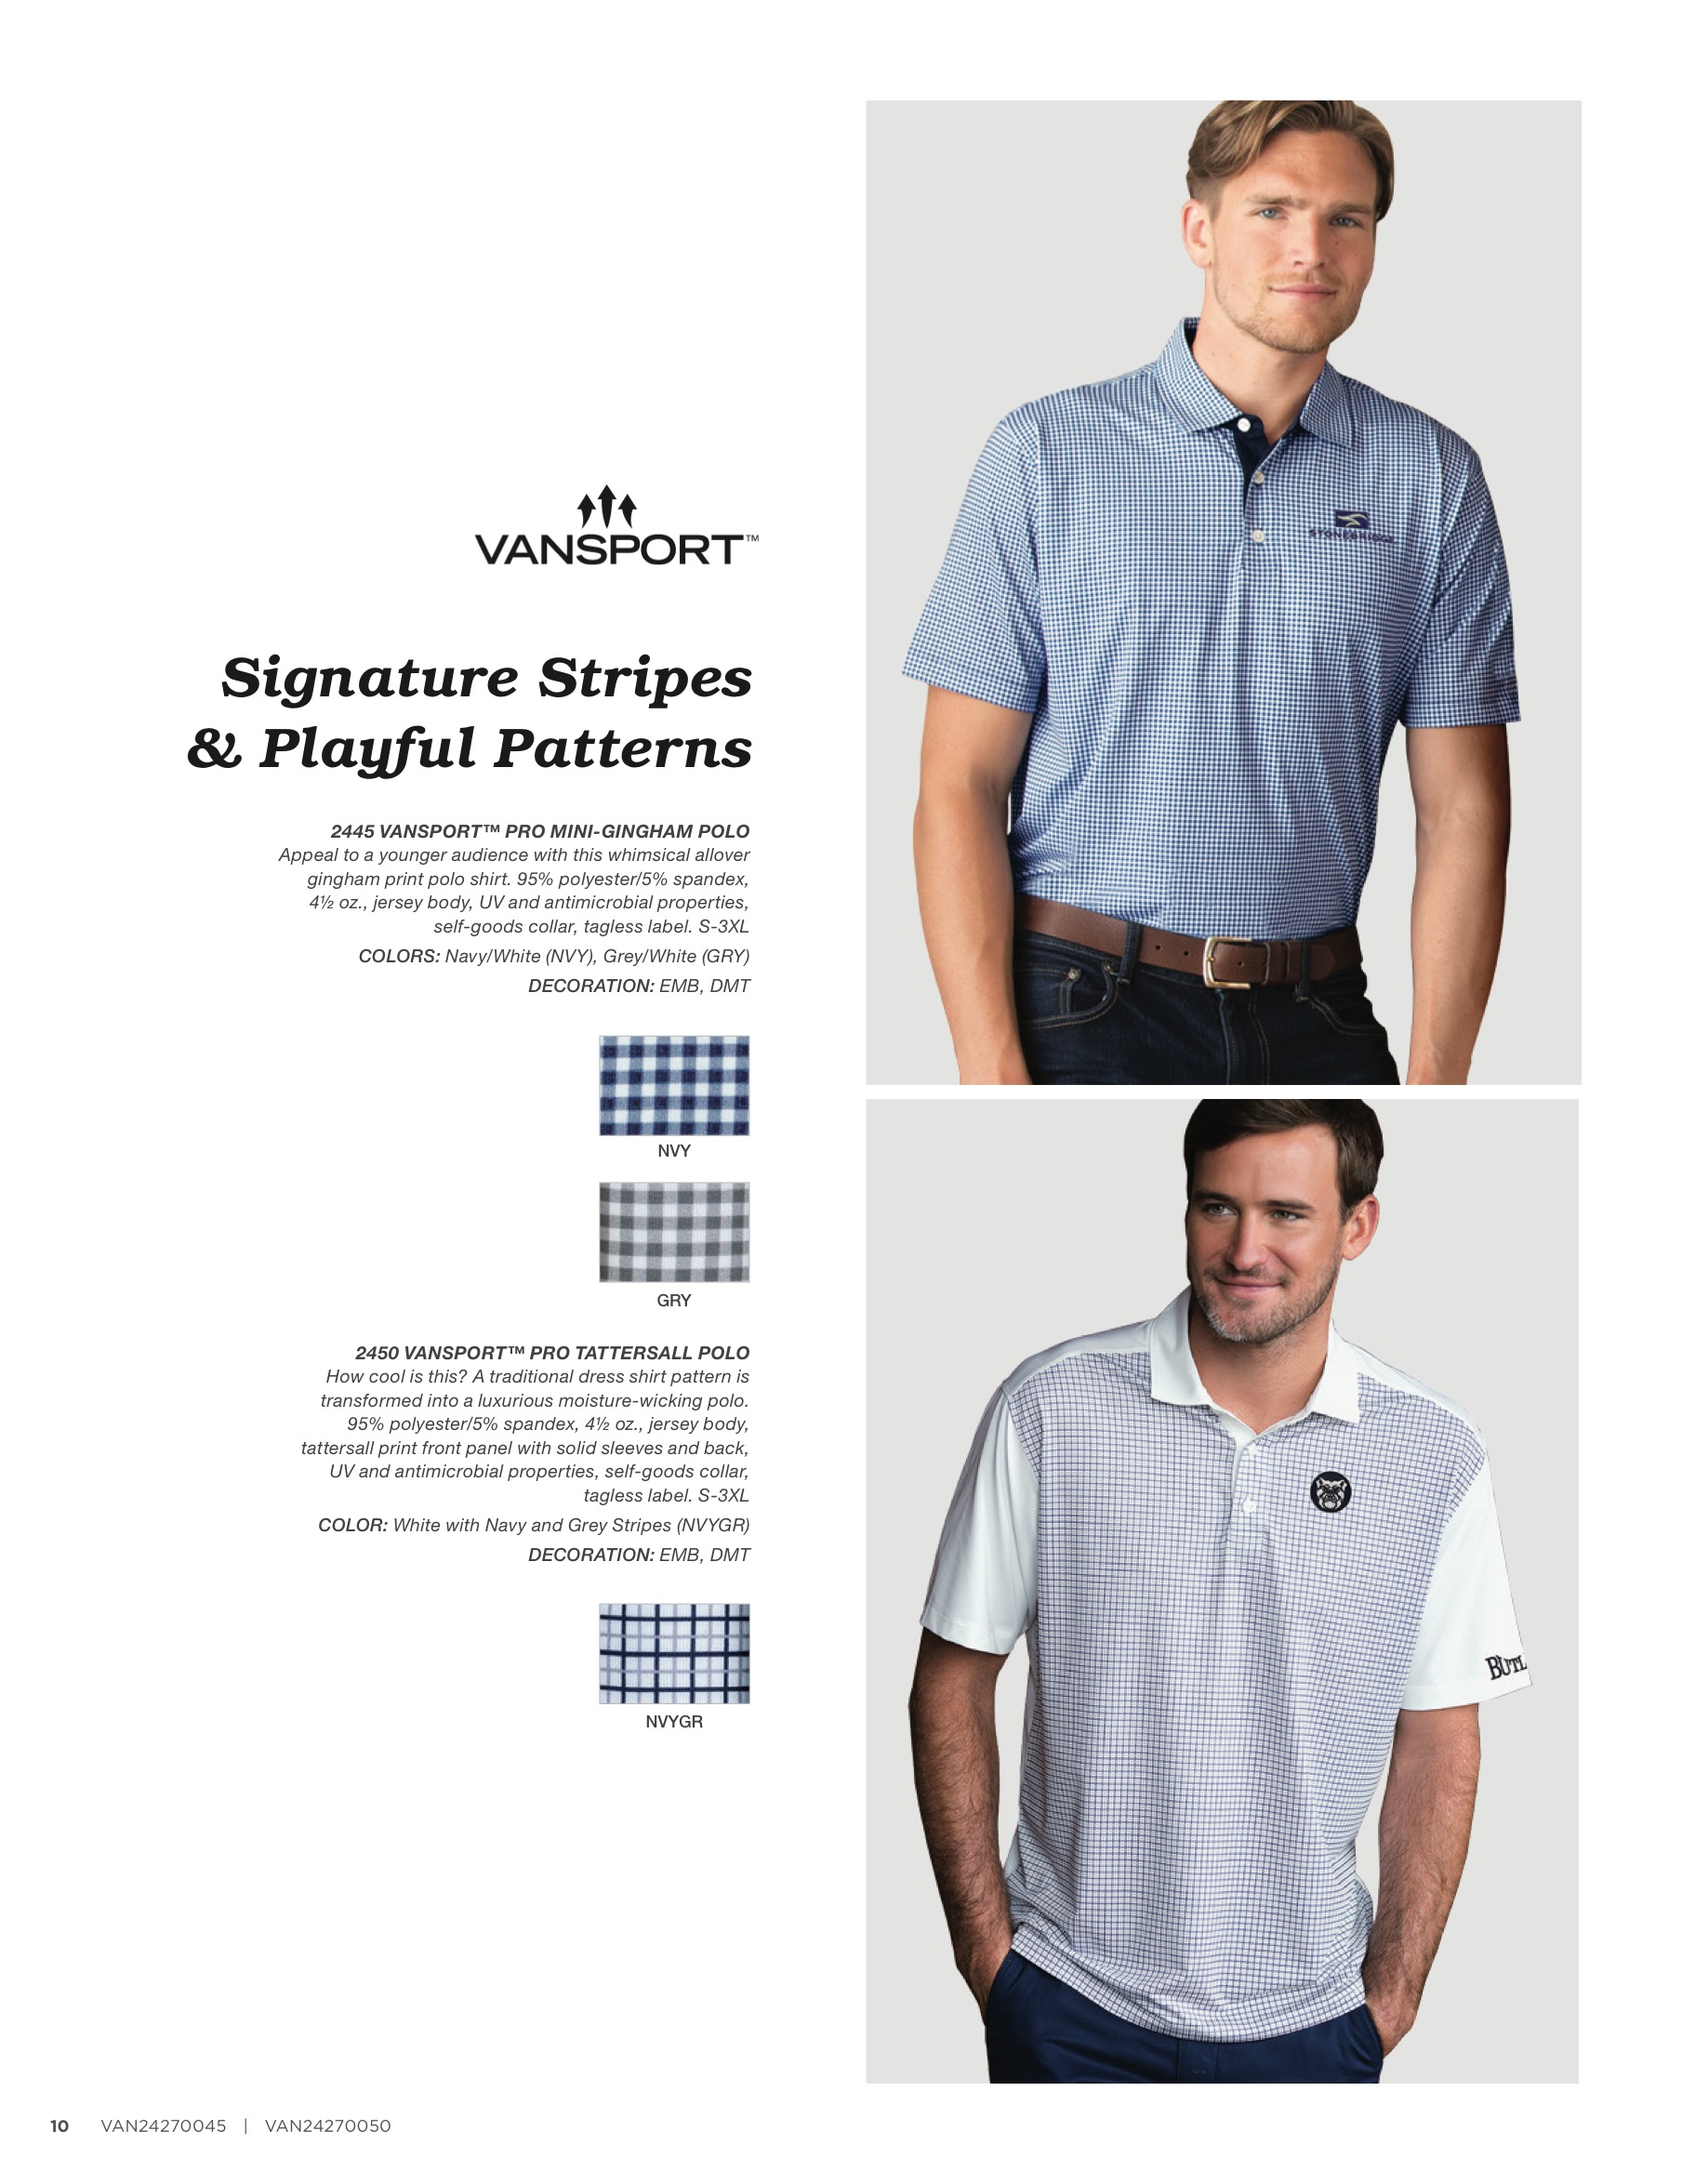 VANSPORT™
Signature Stripes
& Playful Patterns
2445 VANSPORT™ PRO MINI-GINGHAM POLO
Appeal to a younger audience with this whimsical allover
gingham print polo shirt. 95% polyester/5% spandex,
4½ oz., jersey body, UV and antimicrobial properties,
self-goods collar, tagless label. S-3XL
COLORS: Navy/White (NVY), Grey/White (GRY)
DECORATION: EMB, DMT
NVY
GRY
2450 VANSPORT™ PRO TATTERSALL POLO
How cool is this? A traditional dress shirt pattern is
transformed into a luxurious moisture-wicking polo.
95% polyester/5% spandex, 4½ oz., jersey body,
tattersall print front panel with solid sleeves and back,
UV and antimicrobial properties, self-goods collar,
tagless label. S-3XL
COLOR: White with Navy and Grey Stripes (NVYGR)
DECORATION: EMB, DMT
NVYGR
STONEBRIDGE
BUTL
10 VAN24270045 | VAN24270050